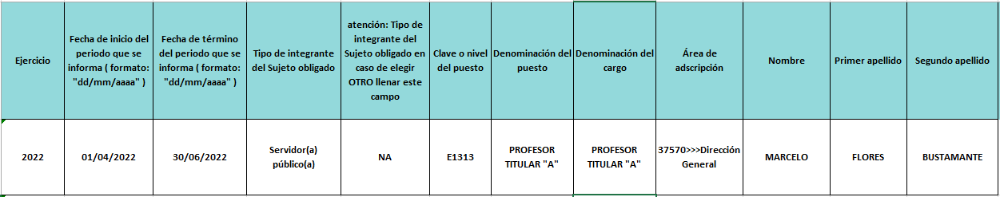 Ejercicio
Fecha de inicio del
periodo que se
informa ( formato:
"dd/mm/aaaa" )
Fecha de término
del periodo que se
informa ( formato:
"dd/mm/aaaa" )
Tipo de integrante
del Sujeto obligado
atención: Tipo de
integrante del
Sujeto obligado en
caso de elegir
OTRO llenar este
campo
Clave o nivel
del puesto
Denominación del
puesto
Denominación del
cargo
Área de
adscripción
Nombre
Primer apellido
Segundo apellido
2022
01/04/2022
30/06/2022
Servidor(a)
público(a)
NA
E1313
PROFESOR
TITULAR "A"
PROFESOR
TITULAR "A"
37570>>>Dirección
General
MARCELO
FLORES
BUSTAMANTE